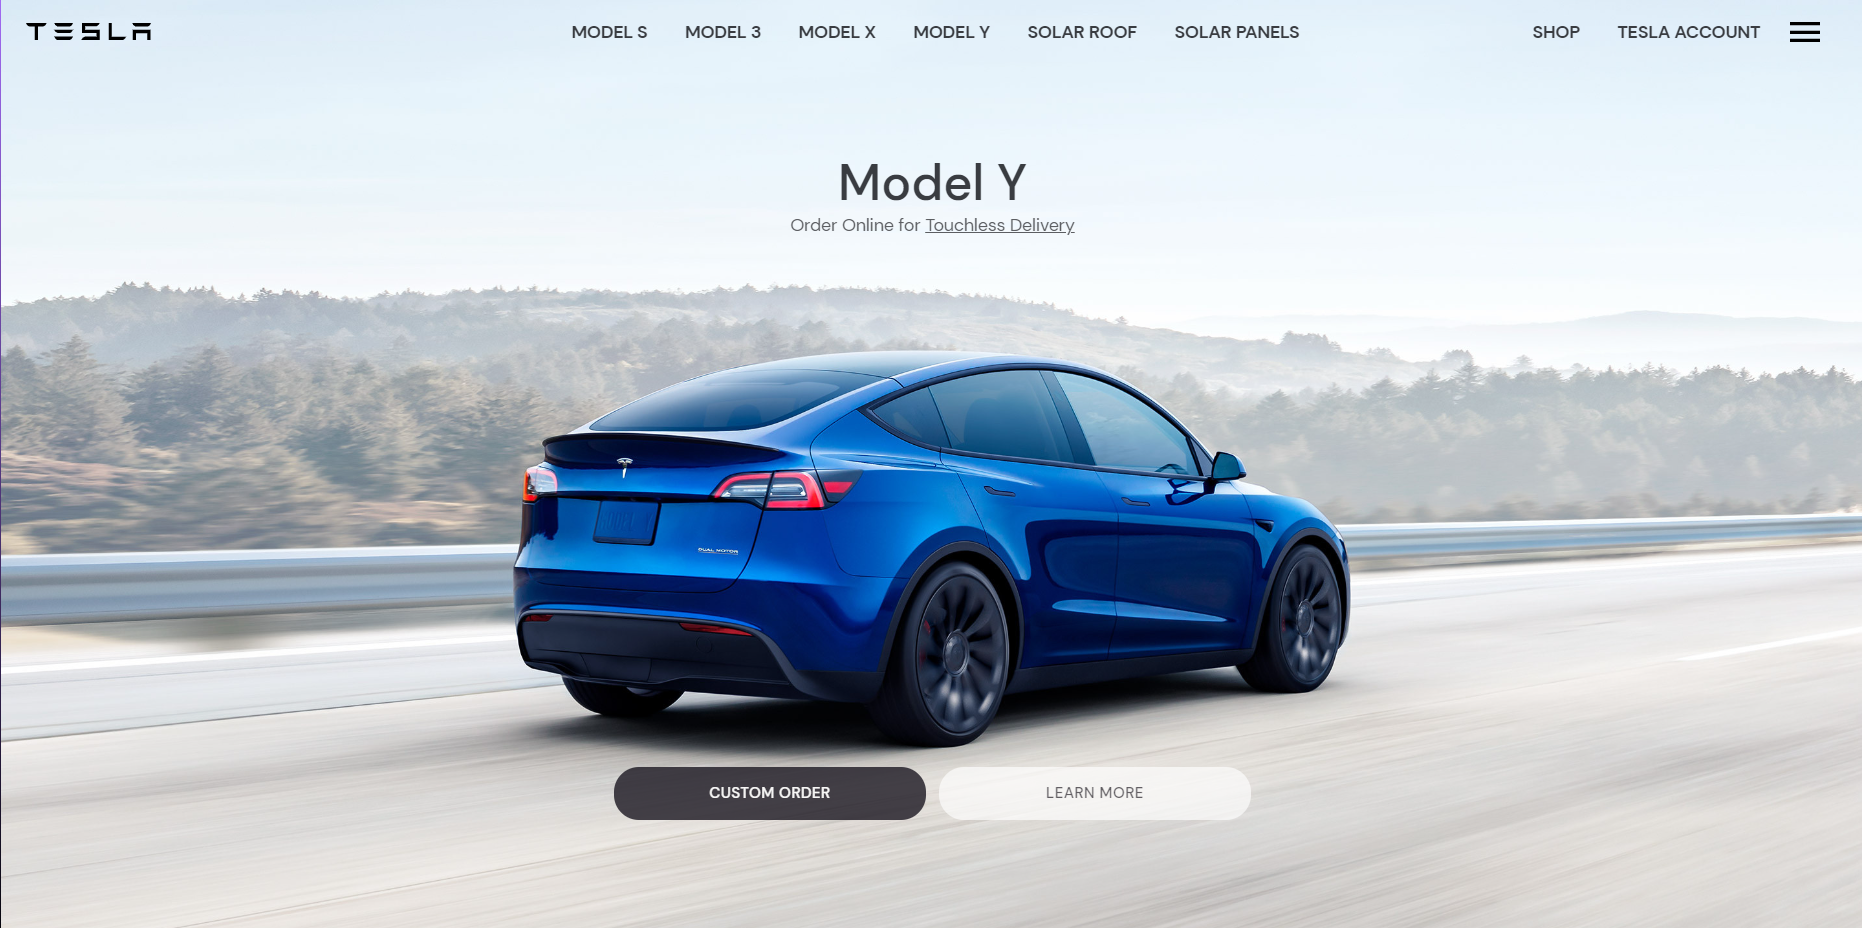 TESLA
MODEL S MODEL 3 MODEL X MODEL Y SOLAR ROOF SOLAR PANELS SHOP TESLA ACCOUNT
Model Y
Order Online for Touchless Delivery
DUAL MOTOR
CUSTOM ORDER LEARN MORE